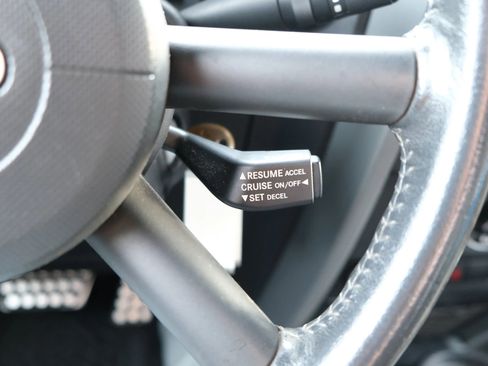 ▲RESUME ACCEL
CRUISE ON/OFF◄
▼SET DECEL